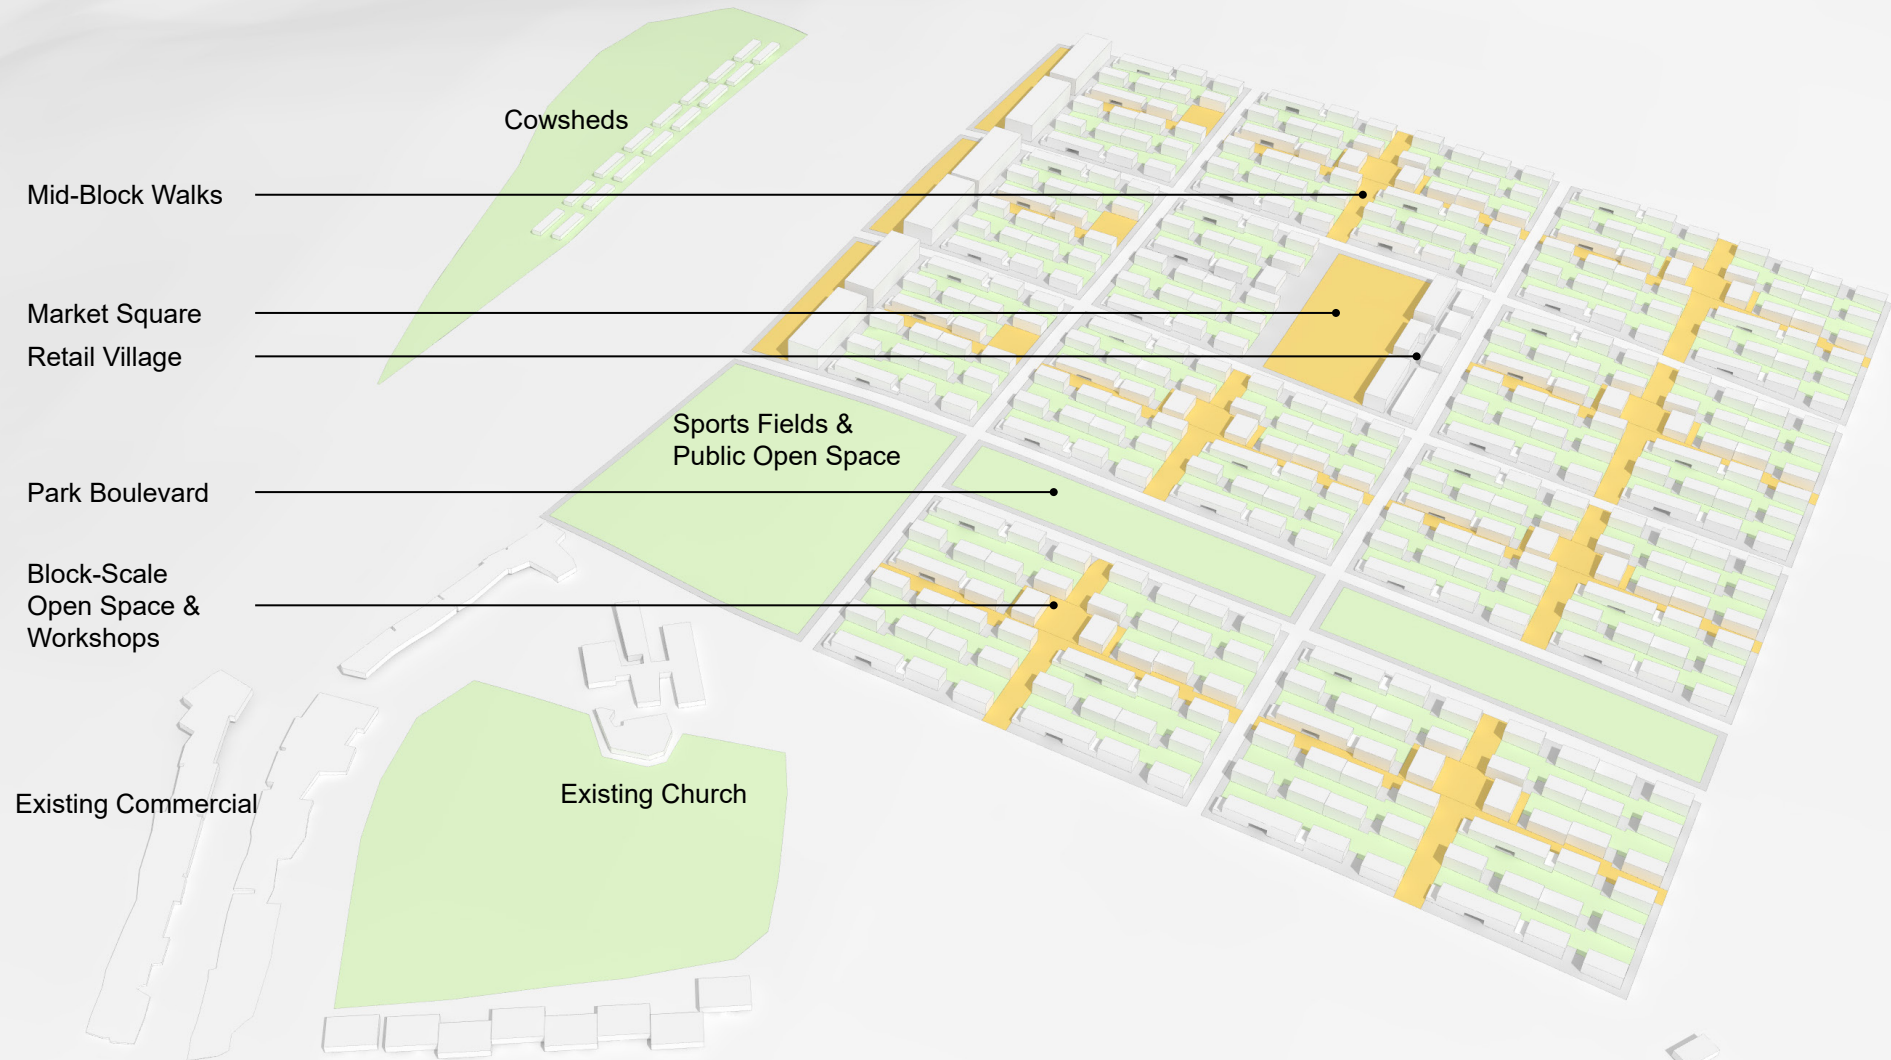 Cowsheds
Mid-Block Walks
Market Square
Retail Village
Sports Fields &
Public Open Space
Park Boulevard
Block-Scale
Open Space &
Workshops
Existing Commercial
Existing Church